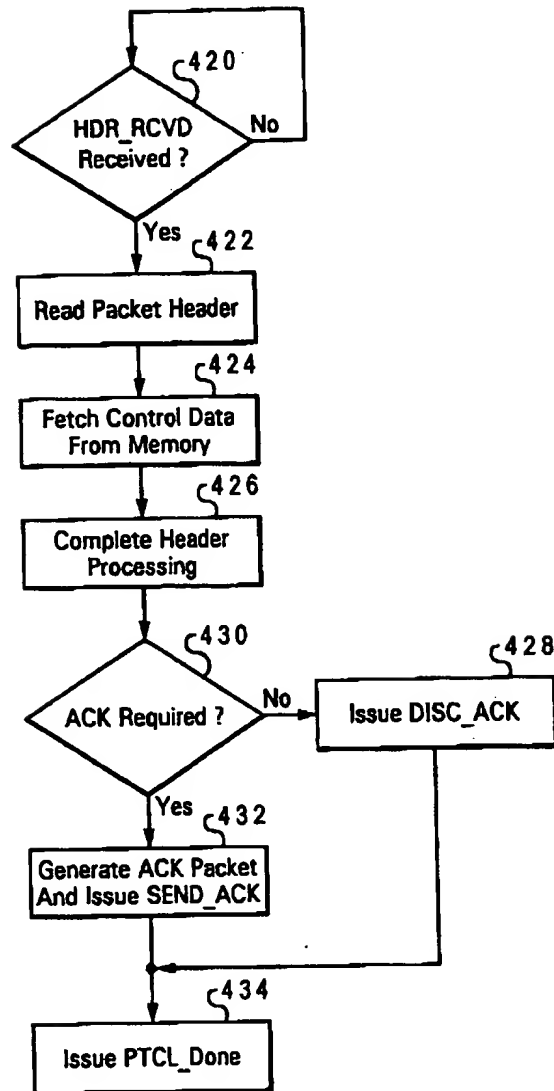 420
HDR_RCVD
Received ?
No
Yes
422
Read Packet Header
424
Fetch Control Data
From Memory
426
Complete Header
Processing
430
ACK Required ?
No
428
Issue DISC_ACK
Yes
432
Generate ACK Packet
And Issue SEND_ACK
434
Issue PTCL_Done